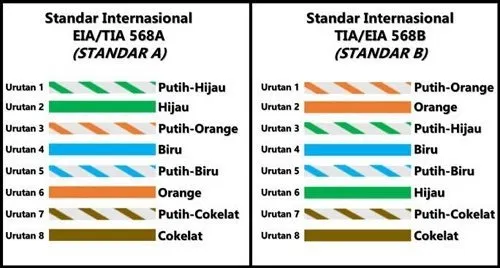 Standar Internasional
EIA/TIA 568A
(STANDAR A)
Urutan 1 Putih-Hijau
Urutan 2 Hijau
Urutan 3 Putih-Orange
Urutan 4 Biru
Urutan 5 Putih-Biru
Urutan 6 Orange
Urutan 7 Putih-Cokelat
Urutan 8 Cokelat
Standar Internasional
TIA/EIA 568B
(STANDAR B)
Urutan 1 Putih-Orange
Urutan 2 Orange
Urutan 3 Putih-Hijau
Urutan 4 Biru
Urutan 5 Putih-Biru
Urutan 6 Hijau
Urutan 7 Putih-Cokelat
Urutan 8 Cokelat